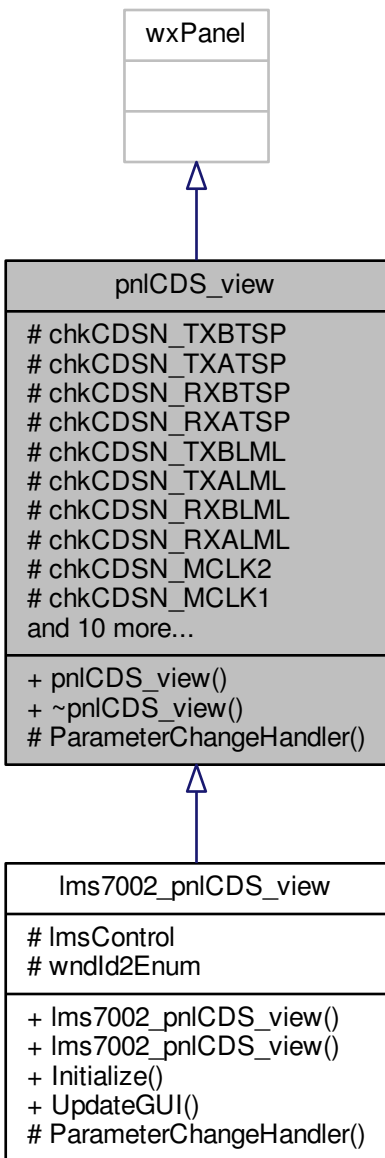 wxPanel
pnlCDS_view
# chkCDSN_TXBTSP
# chkCDSN_TXATSP
# chkCDSN_RXBTSP
# chkCDSN_RXATSP
# chkCDSN_TXBLML
# chkCDSN_TXALML
# chkCDSN_RXBLML
# chkCDSN_RXALML
# chkCDSN_MCLK2
# chkCDSN_MCLK1
and 10 more...
+ pnlCDS_view()
+ ~pnlCDS_view()
# ParameterChangeHandler()
lms7002_pnlCDS_view
# lmsControl
# wndId2Enum
+ lms7002_pnlCDS_view()
+ lms7002_pnlCDS_view()
+ Initialize()
+ UpdateGUI()
# ParameterChangeHandler()